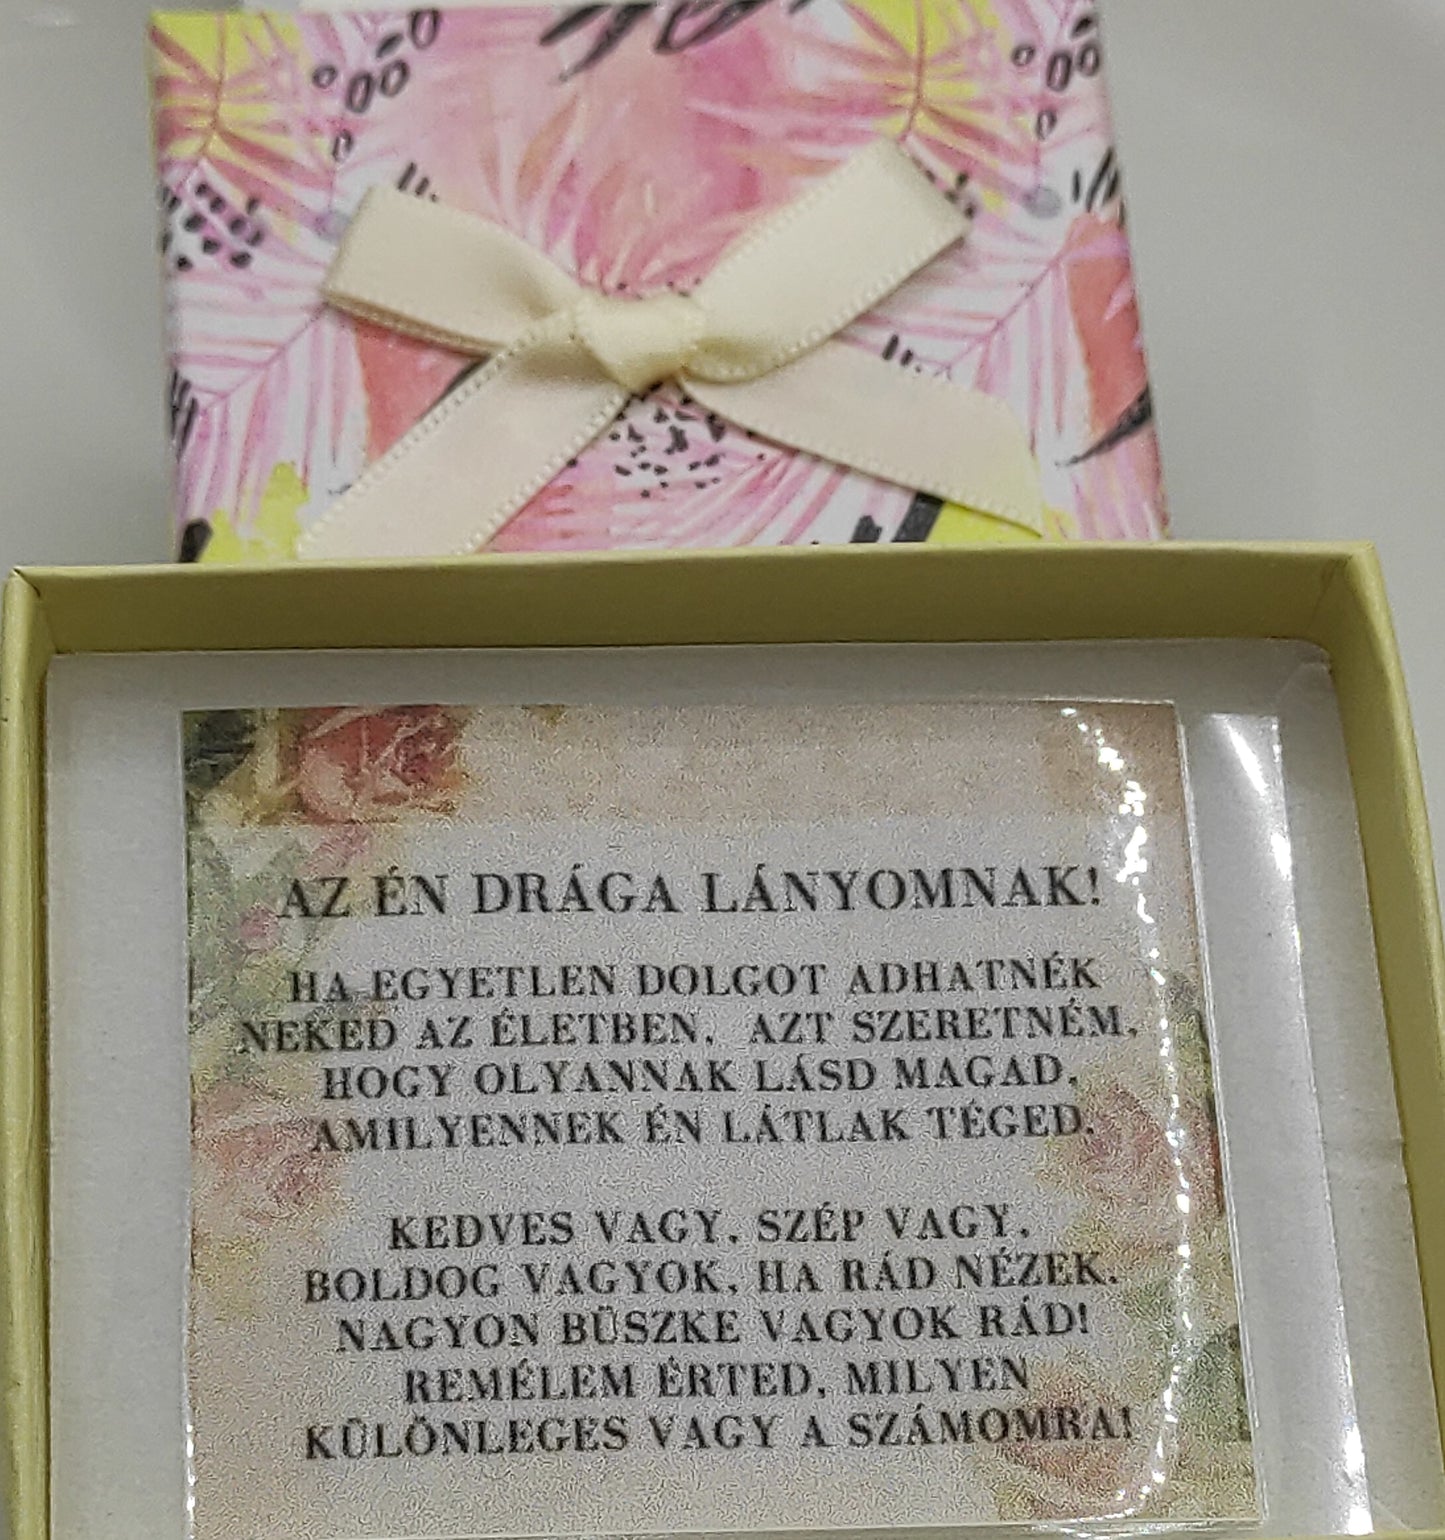 AZ ÉN DRÁGA LÁNYOMNAK!
HA EGYETLEN DOLGOT ADHATNÉK
NEKED AZ ÉLETBEN, AZT SZERETNÉM,
HOGY OLYANNAK LÁSD MAGAD,
AMILYENNEK ÉN LÁTLAK TÉGED.
KEDVES VAGY, SZÉP VAGY,
BOLDOG VAGYOK, HA RÁD NÉZEK.
NAGYON BÜSZKE VAGYOK RÁD!
REMÉLEM ÉRTED, MILYEN
KÜLÖNLEGES VAGY A SZÁMOMRA!